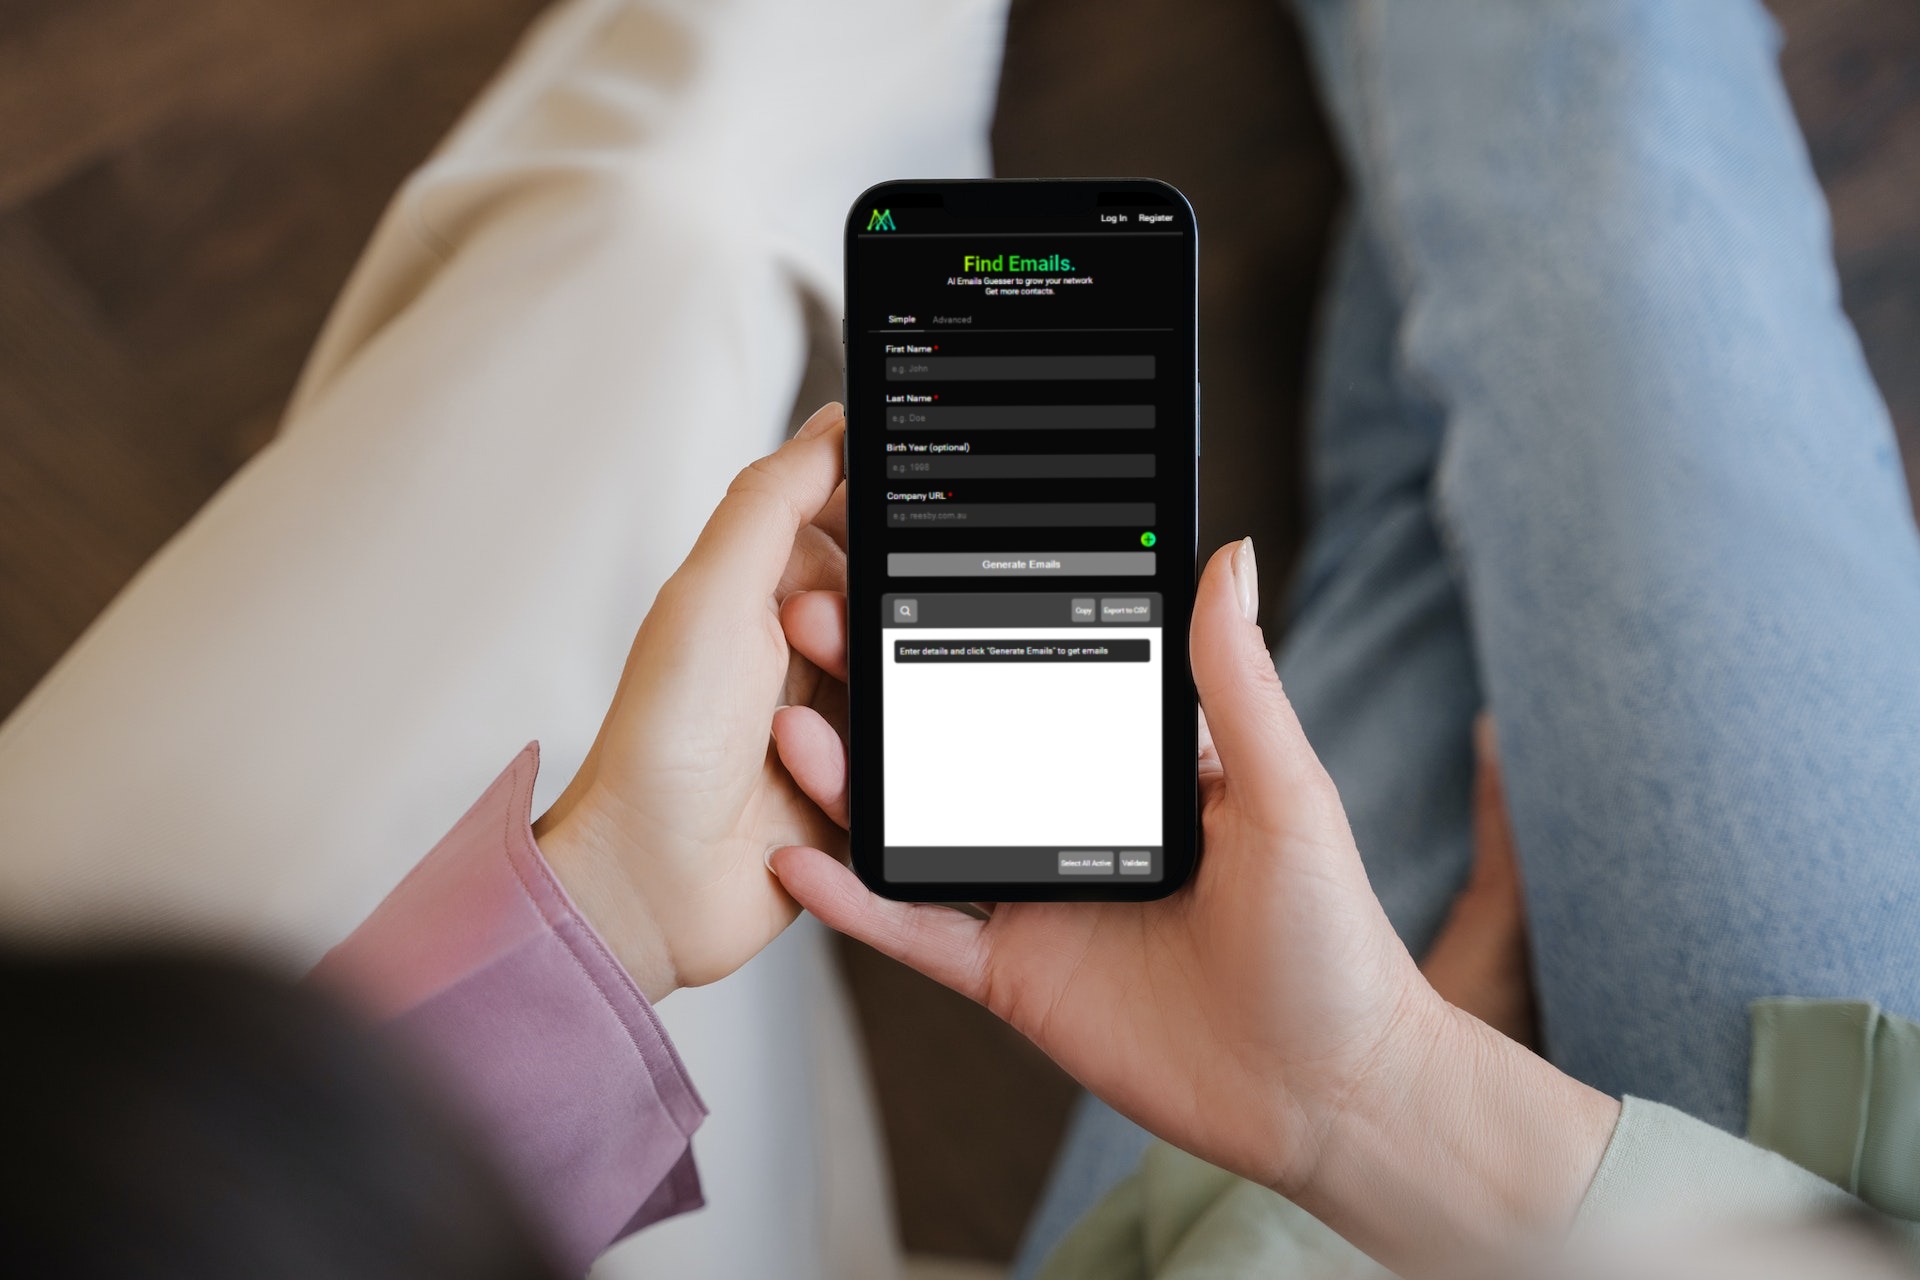 Log In Register
Find Emails.
AI Emails Guesser to grow your network
Get more contacts.
Simple Advanced
First Name *
e.g. John
Last Name *
e.g. Doe
Birth Year (optional)
e.g. 1998
Company URL *
e.g. reesby.com.au
Generate Emails
Copy Export to CSV
Enter details and click "Generate Emails" to get emails
Select All Active Validate